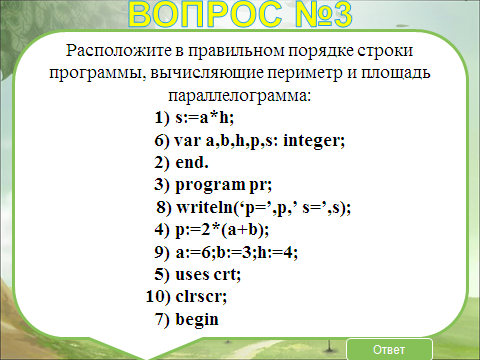 ВОПРОС №3
Расположите в правильном порядке строки
программы, вычисляющие периметр и площадь
параллелограмма:
1) s:=a*h;
6) var a,b,h,p,s: integer;
2) end.
3) program pr;
8) writeln(‘p=’,p,’ s=’,s);
4) p:=2*(a+b);
9) a:=6;b:=3;h:=4;
5) uses crt;
10) clrscr;
7) begin
Ответ